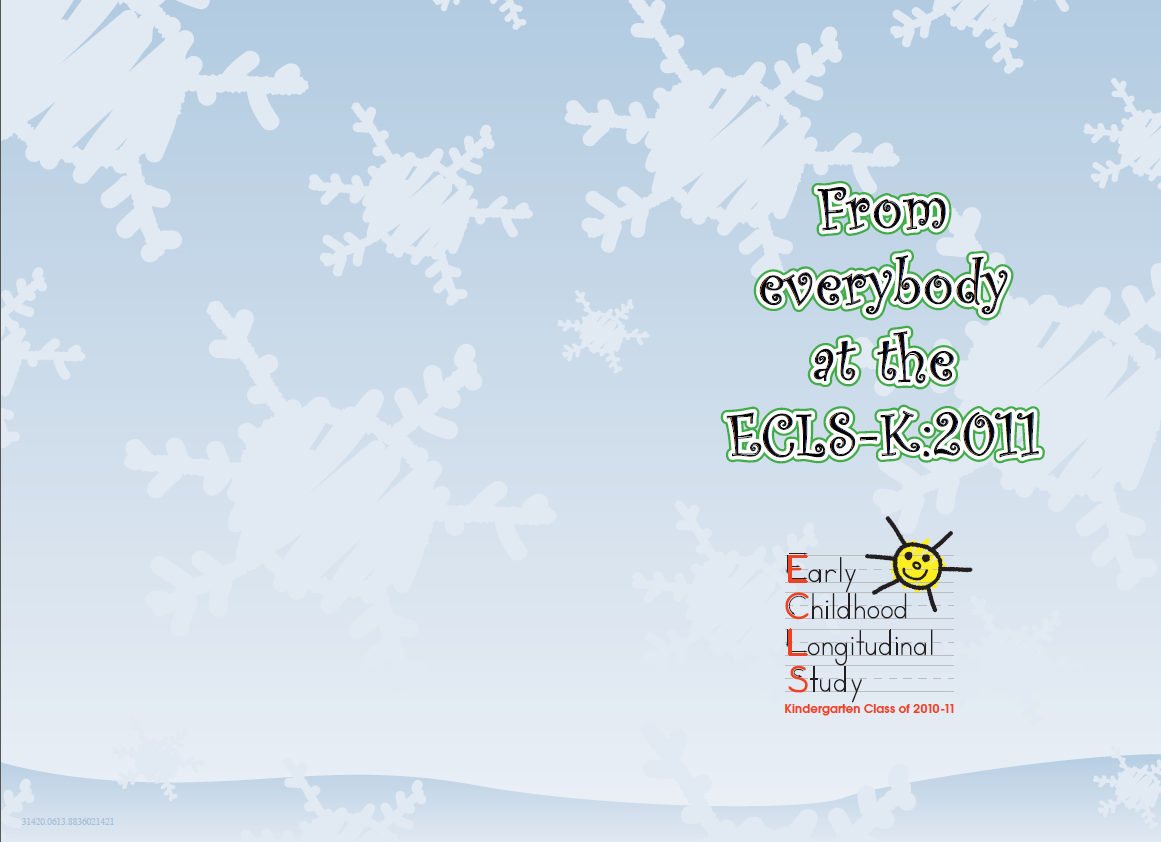 From
everybody
at the
ECLS-K:2011
Early
Childhood
Longitudinal
Study
Kindergarten Class of 2010-11
31420.0613.8836021421